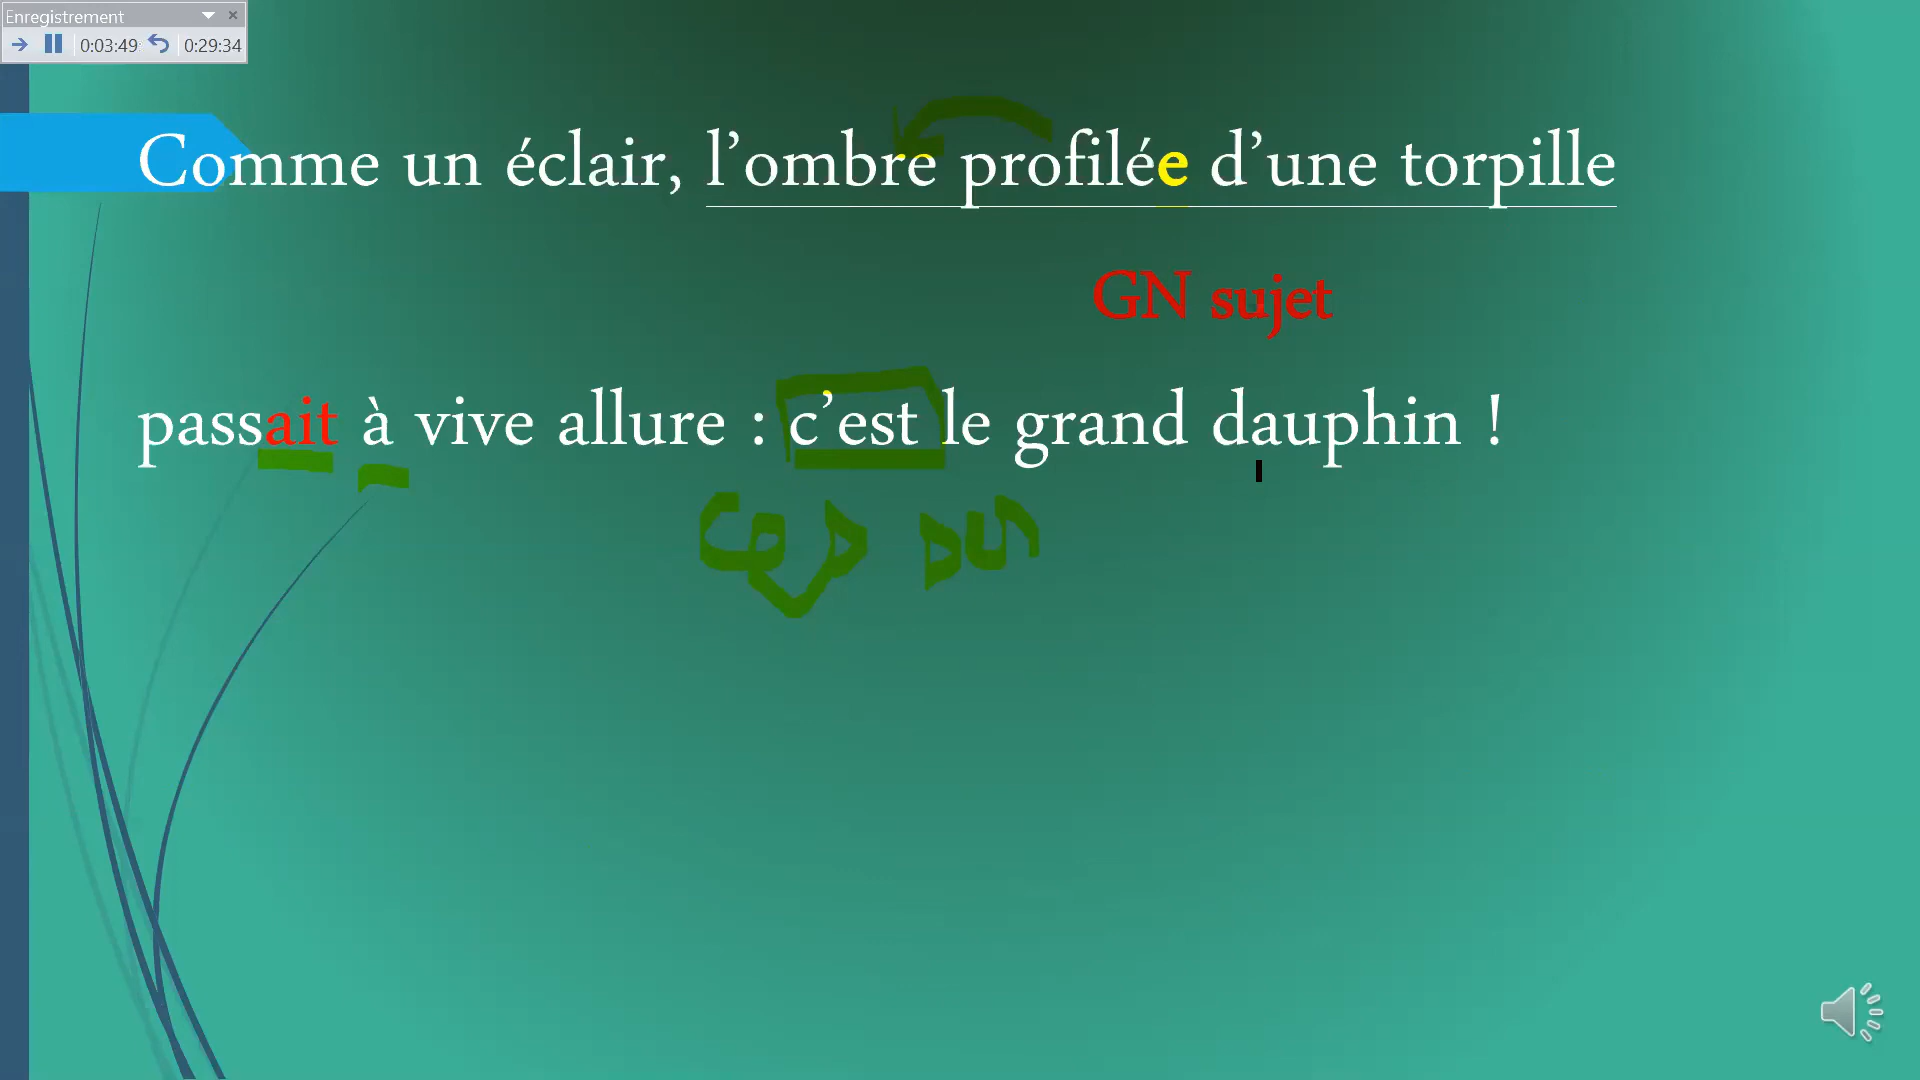 Enregistrement
0:03:49 0:29:34
Comme un éclair, l’ombre profilée d’une torpille
GN sujet
passait à vive allure : c’est le grand dauphin !